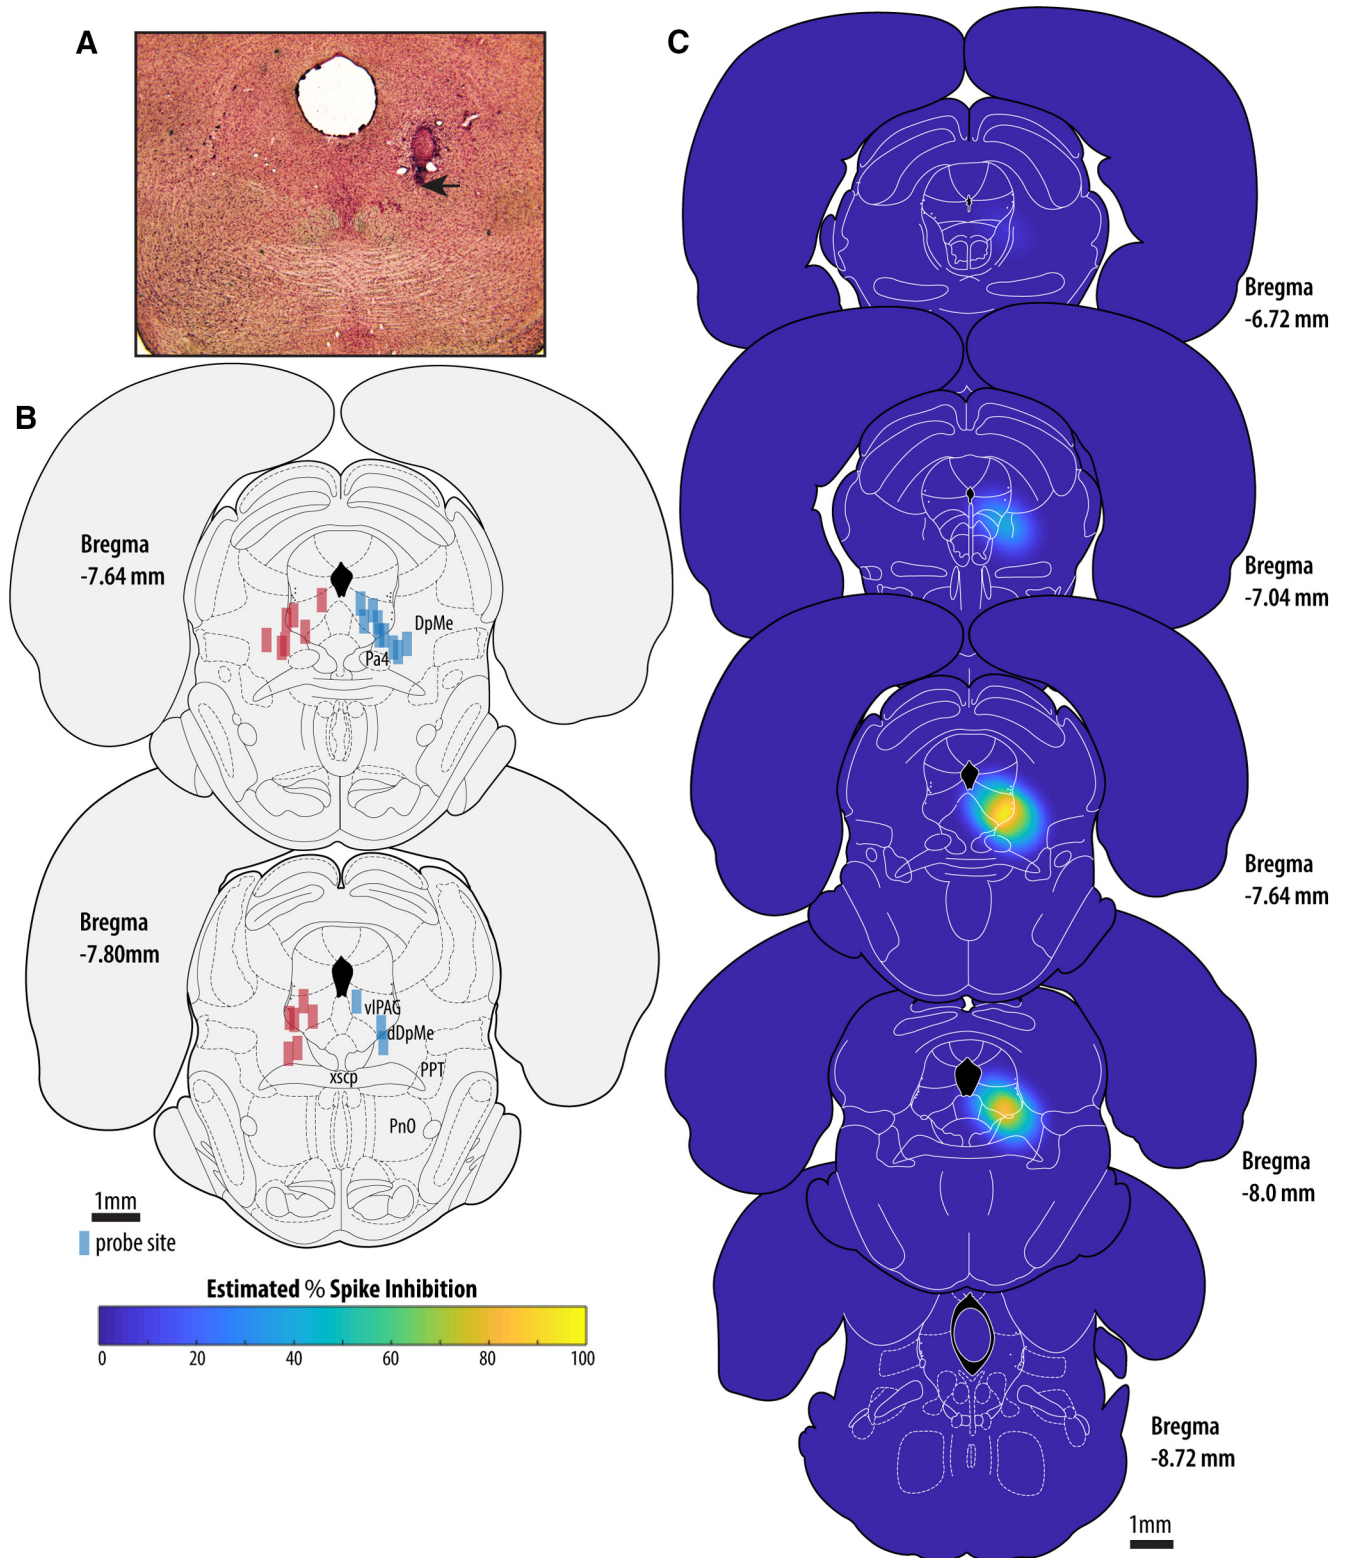 A
B
Bregma
-7.64 mm
DpMe
Pa4
Bregma
-7.80mm
vlPAG
dDpMe
xscp
PPT
PnO
1mm
probe site
Estimated % Spike Inhibition
0 20 40 60 80 100
C
Bregma
-6.72 mm
Bregma
-7.04 mm
Bregma
-7.64 mm
Bregma
-8.0 mm
Bregma
-8.72 mm
1mm